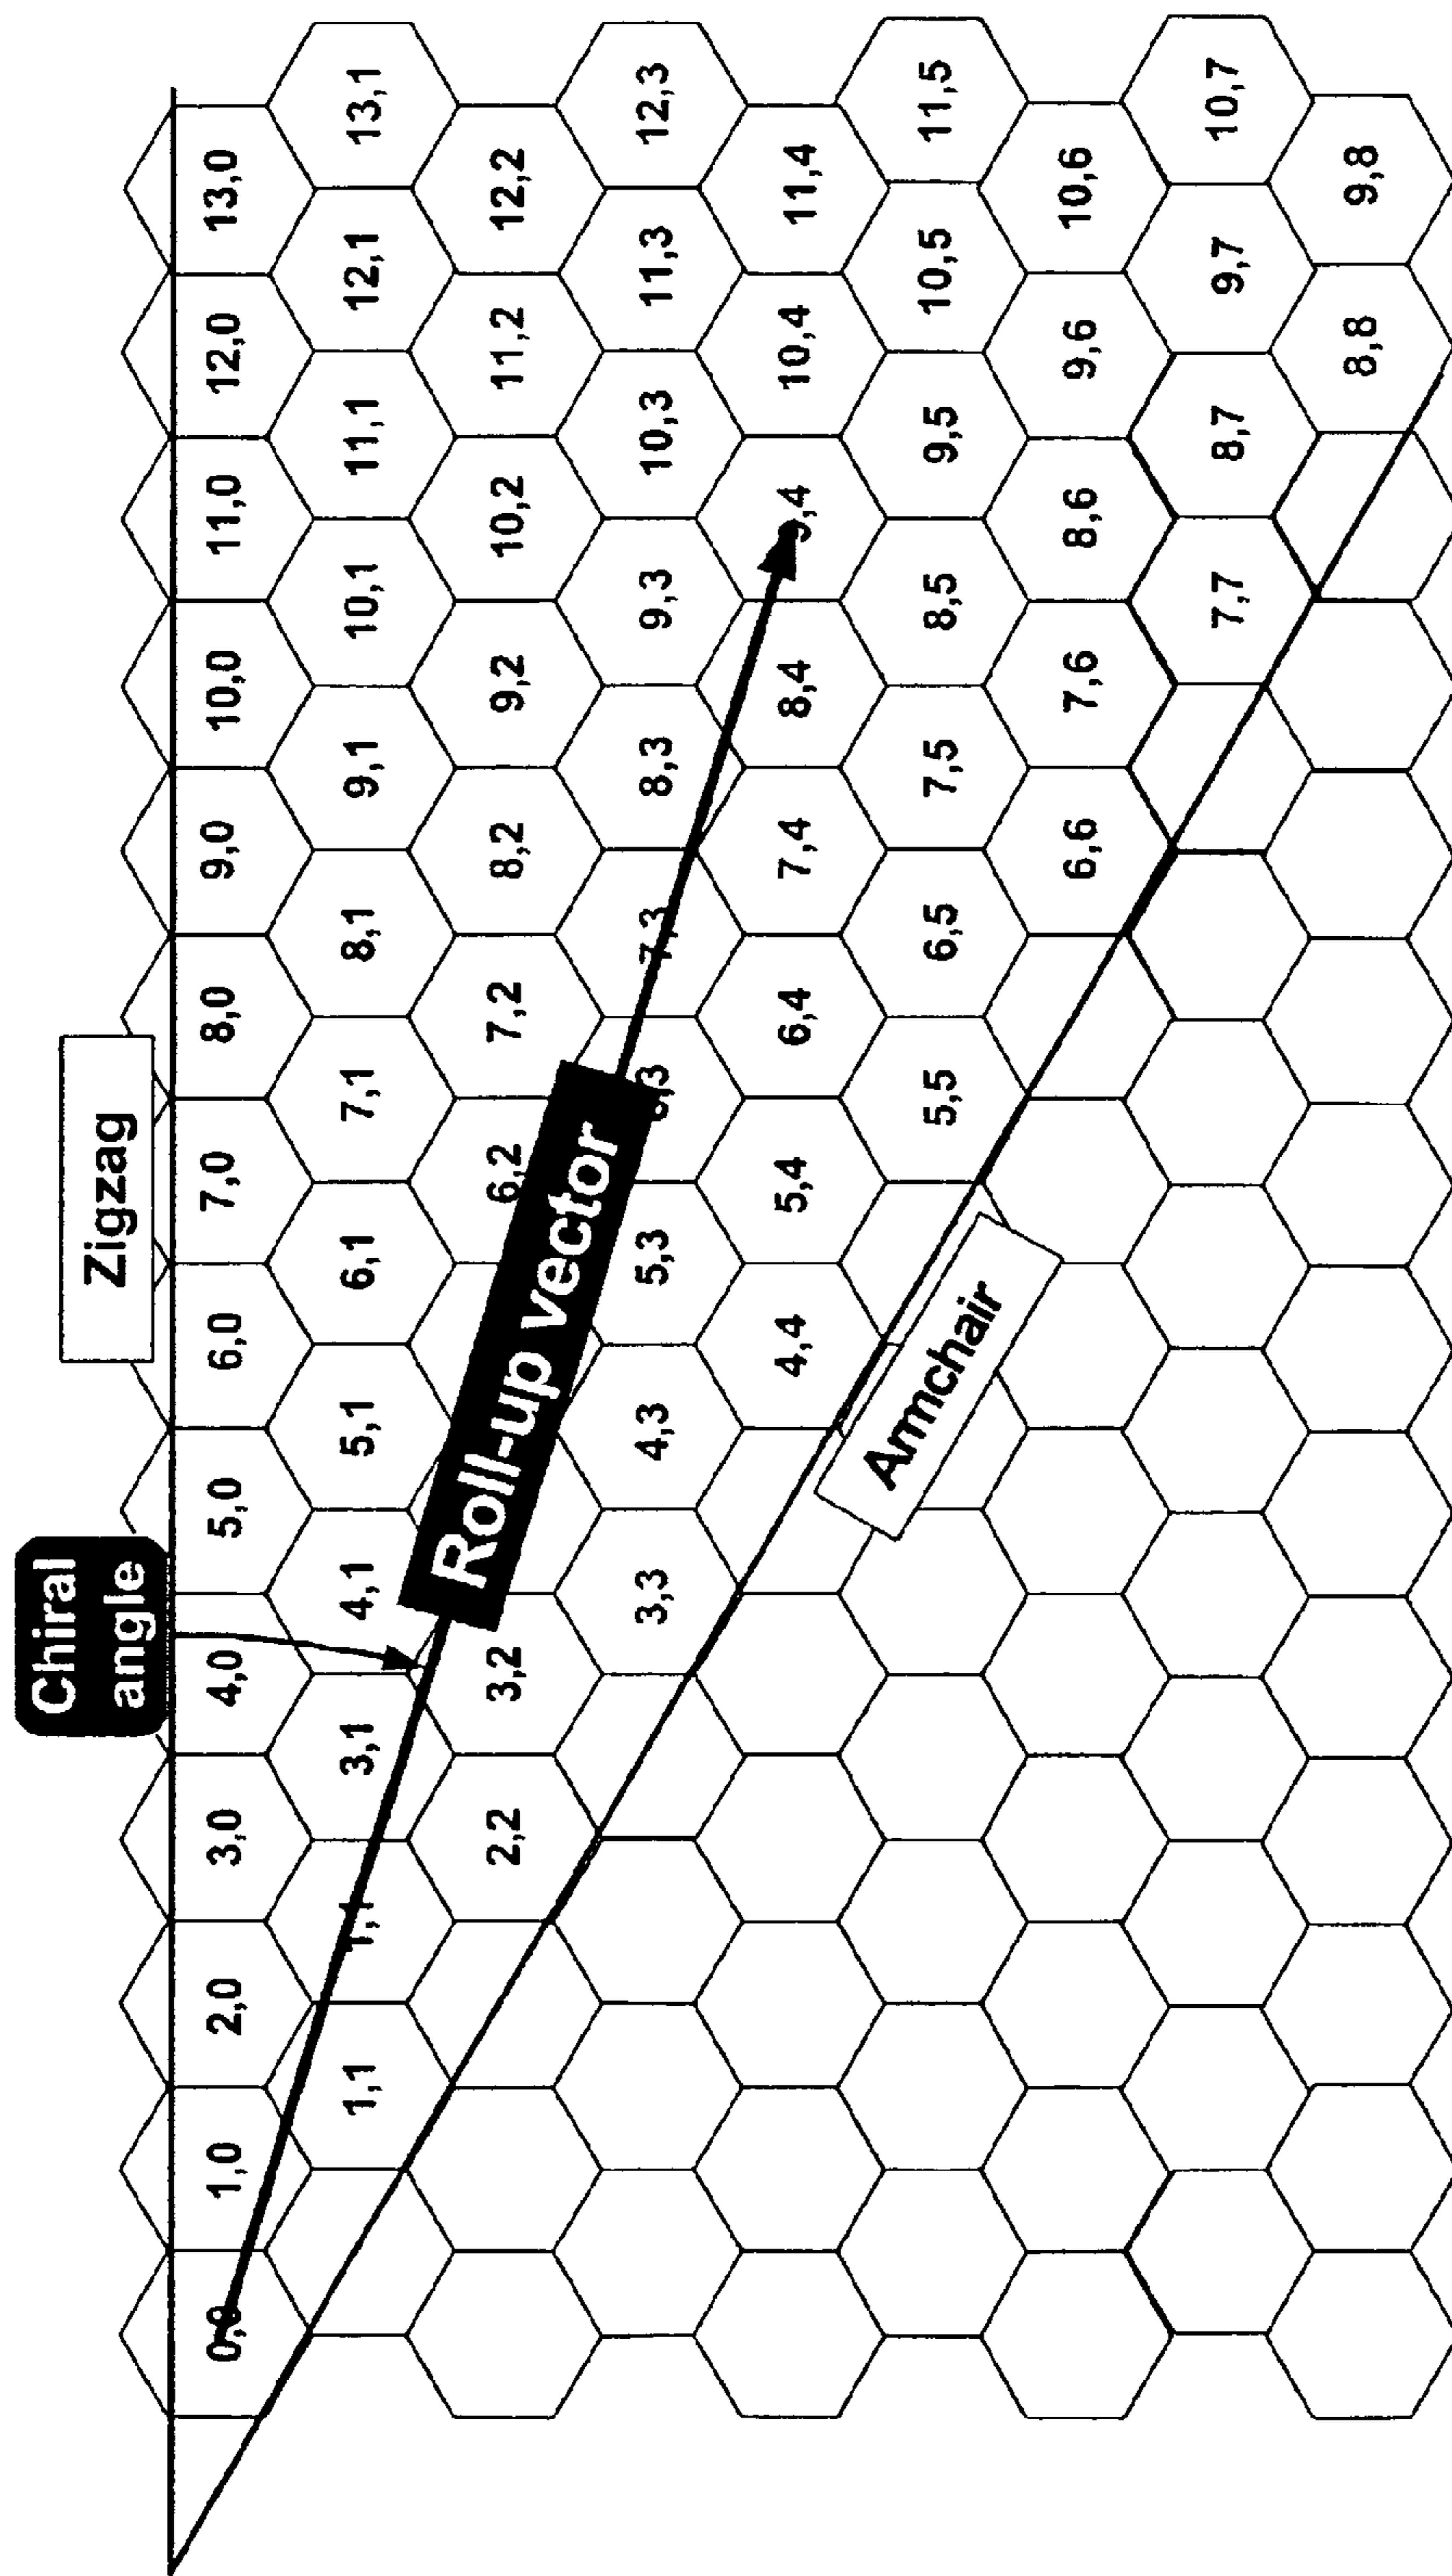 Chiral
angle
Zigzag
0,0 1,0 2,0 3,0 4,0 5,0 6,0 7,0 8,0 9,0 10,0 11,0 12,0 13,0
1,1 1,1 3,1 4,1 5,1 6,1 7,1 8,1 9,1 10,1 11,1 12,1 13,1
2,2 3,2 6,2 7,2 8,2 9,2 10,2 11,2 12,2
Roll-up vector
3,3 4,3 5,3 7,3 8,3 9,3 10,3 11,3 12,3
4,4 5,4 6,4 7,4 8,4 9,4 10,4 11,4
Armchair
5,5 6,5 7,5 8,5 9,5 10,5 11,5
6,6 7,6 8,6 9,6 10,6
7,7 8,7 9,7 10,7
8,8 9,8